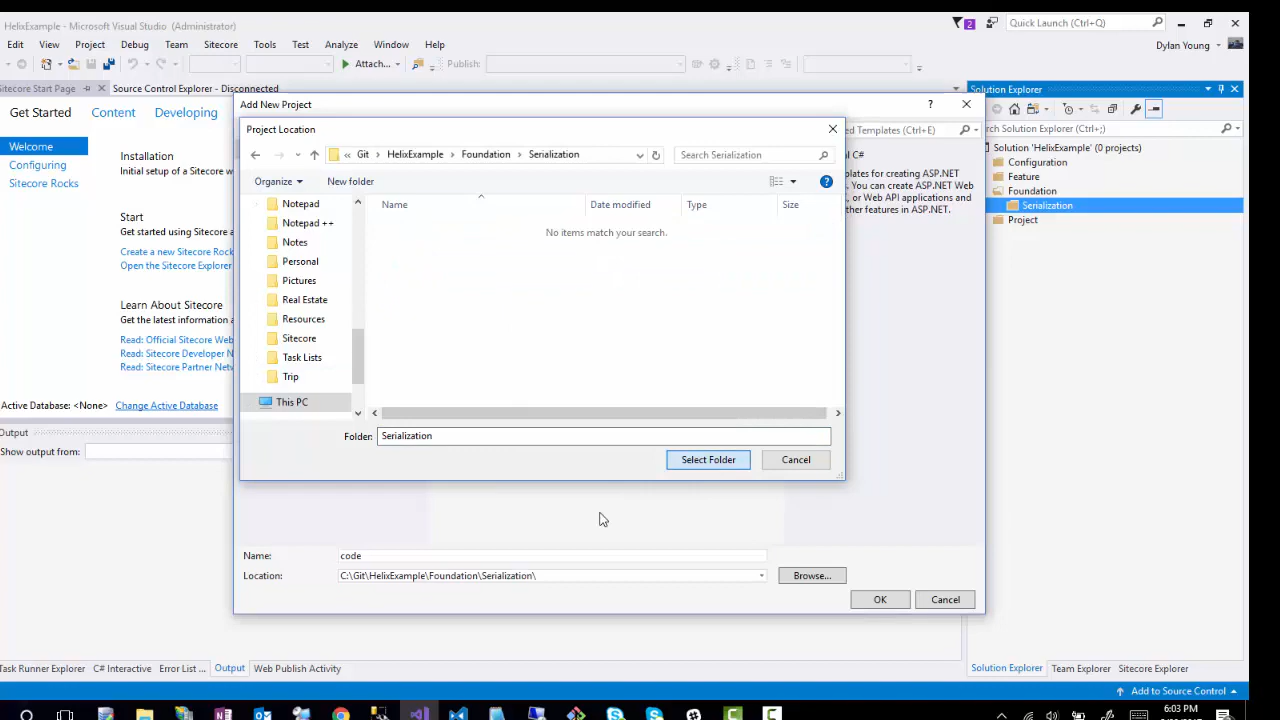 HelixExample - Microsoft Visual Studio (Administrator)
2
Quick Launch (Ctrl+Q)
Edit View Project Debug Team Sitecore Tools Test Analyze Window Help
Dylan Young
Attach...
Publish:
Sitecore Start Page
Source Control Explorer - Disconnected
Solution Explorer
Get Started Content Developing
Welcome
Configuring
Sitecore Rocks
Installation
Initial setup of a Sitecore w
Start
Get started using Sitecore
Create a new Sitecore Rock
Open the Sitecore Explorer
Learn About Sitecore
Get the latest information
Read: Official Sitecore Web
Read: Sitecore Developer N
Read: Sitecore Partner Netw
Active Database: <None> Change Active Database
Output
Show output from:
Add New Project
?
ed Templates (Ctrl+E)
Project Location
« Git HelixExample Foundation Serialization
Search Serialization
Organize New folder
?
Notepad
Notepad ++
Notes
Personal
Pictures
Real Estate
Resources
Sitecore
Task Lists
Trip
This PC
Name Date modified Type Size
No items match your search.
Folder: Serialization
Select Folder Cancel
al C#
plates for creating ASP.NET
s. You can create ASP.NET Web
, or Web API applications and
her features in ASP.NET.
Name: code
Location: C:\Git\HelixExample\Foundation\Serialization\
Browse...
OK Cancel
rch Solution Explorer (Ctrl+;)
Solution 'HelixExample' (0 projects)
Configuration
Feature
Foundation
Serialization
Project
Task Runner Explorer C# Interactive Error List ... Output Web Publish Activity
Solution Explorer Team Explorer Sitecore Explorer
Add to Source Control
6:03 PM